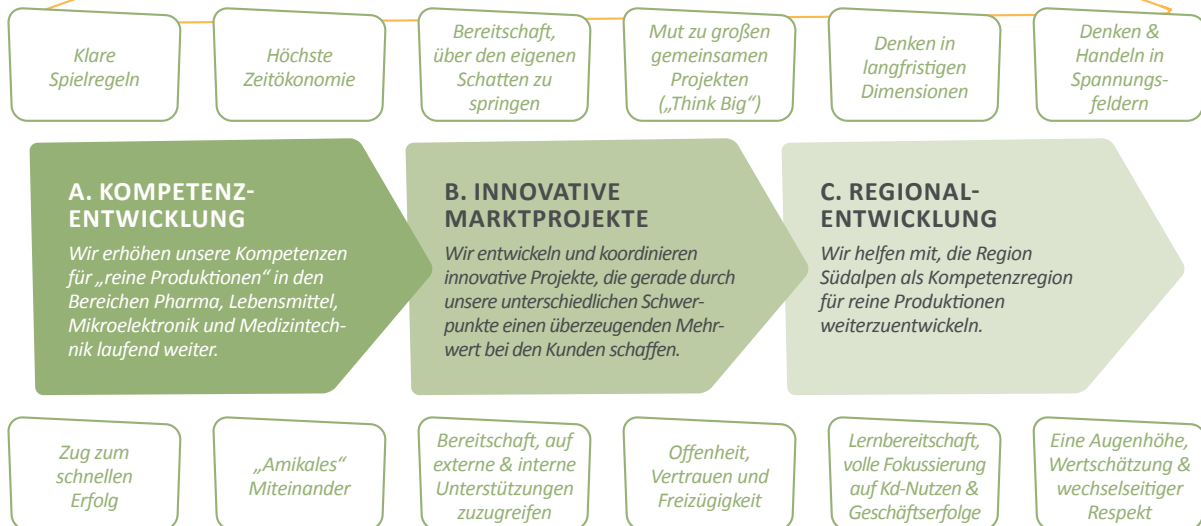 Klare
Spielregeln
Höchste
Zeitökonomie
Bereitschaft,
über den eigenen
Schatten zu
springen
Mut zu großen
gemeinsamen
Projekten
(„Think Big“)
Denken in
langfristigen
Dimensionen
Denken &
Handeln in
Spannungs-
feldern
A. KOMPETENZ-
ENTWICKLUNG
Wir erhöhen unsere Kompetenzen
für „reine Produktionen“ in den
Bereichen Pharma, Lebensmittel,
Mikroelektronik und Medizintech-
nik laufend weiter.
B. INNOVATIVE
MARKTPROJEKTE
Wir entwickeln und koordinieren
innovative Projekte, die gerade durch
unsere unterschiedlichen Schwer-
punkte einen überzeugenden Mehr-
wert bei den Kunden schaffen.
C. REGIONAL-
ENTWICKLUNG
Wir helfen mit, die Region
Südalpen als Kompetenzregion
für reine Produktionen
weiterzuentwickeln.
Zug zum
schnellen
Erfolg
„Amikales“
Miteinander
Bereitschaft, auf
externe & interne
Unterstützungen
zuzugreifen
Offenheit,
Vertrauen und
Freizügigkeit
Lernbereitschaft,
volle Fokussierung
auf Kd-Nutzen &
Geschäftserfolge
Eine Augenhöhe,
Wertschätzung &
wechselseitiger
Respekt